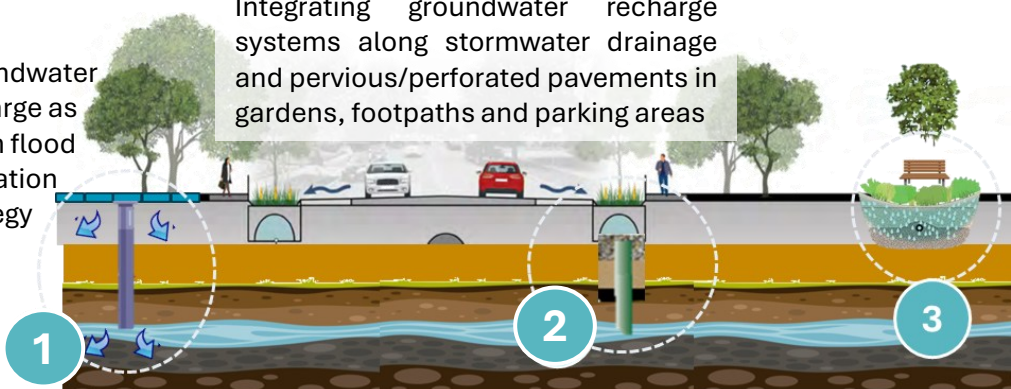 Integrating groundwater recharge
systems along stormwater drainage
and pervious/perforated pavements in
gardens, footpaths and parking areas
ndwater
arge as
flood
ation
egy
1
2
3